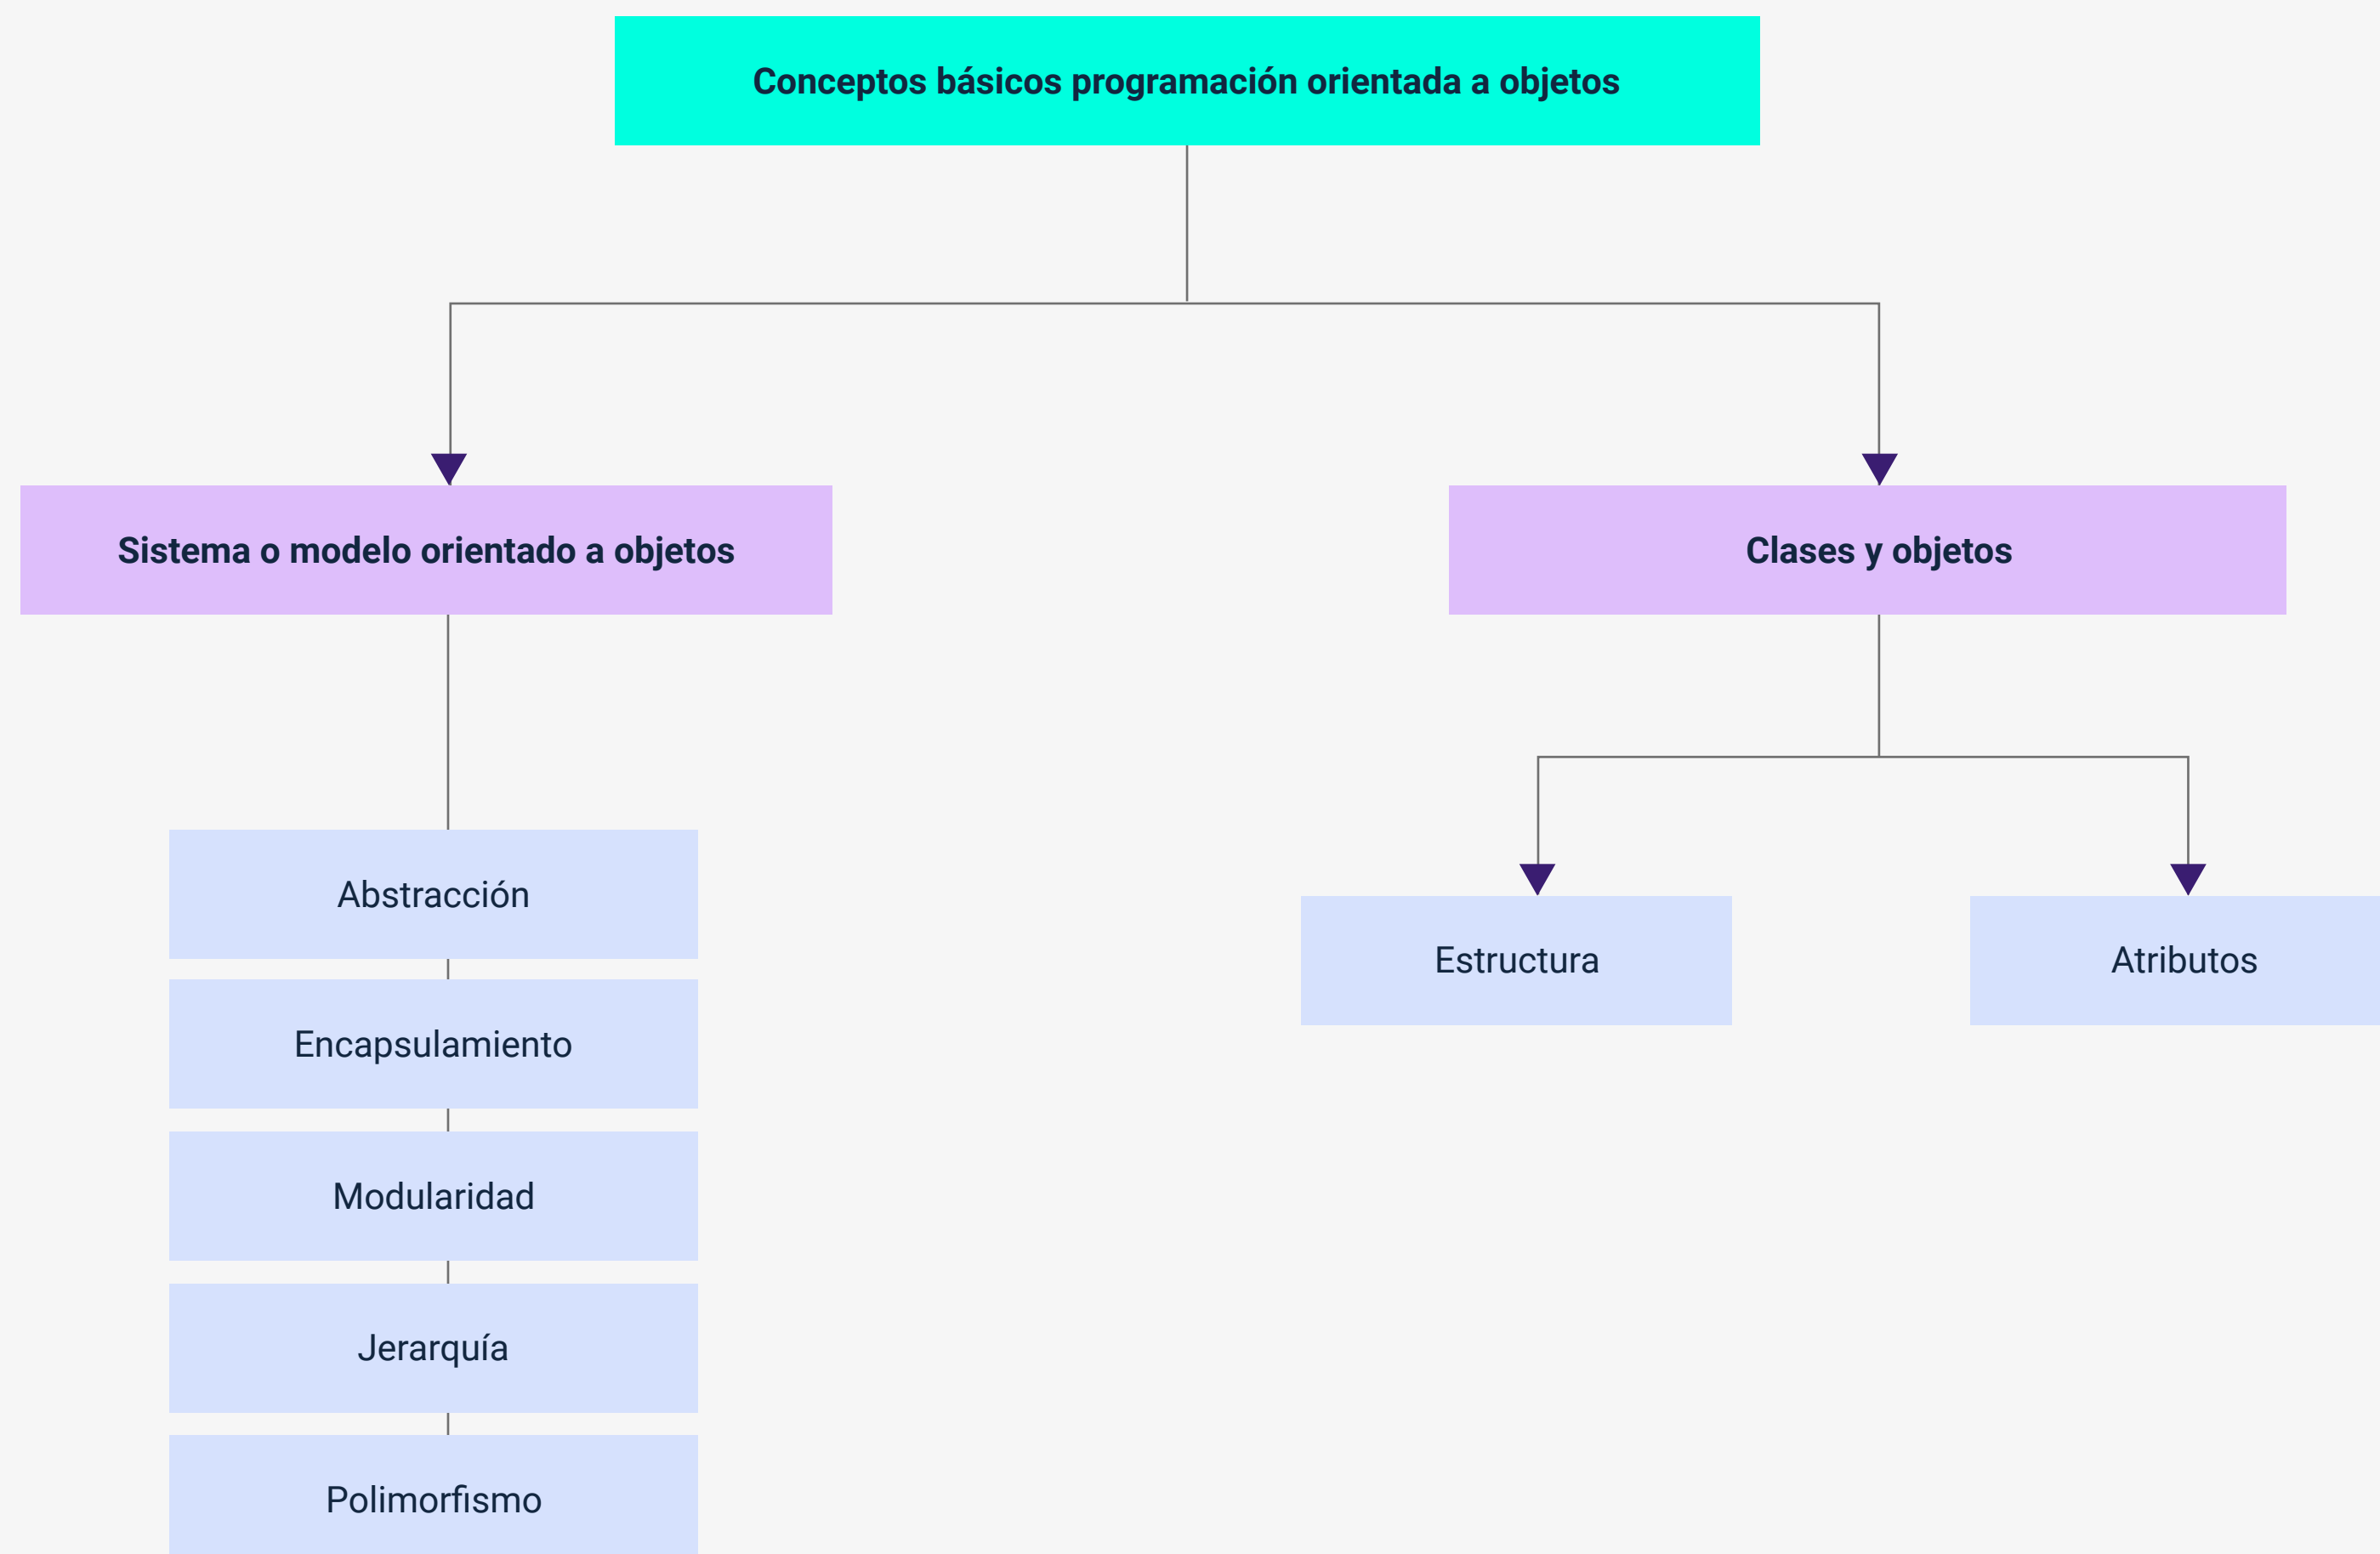 Conceptos básicos programación orientada a objetos
Sistema o modelo orientado a objetos
Clases y objetos
Abstracción
Encapsulamiento
Modularidad
Jerarquía
Polimorfismo
Estructura
Atributos